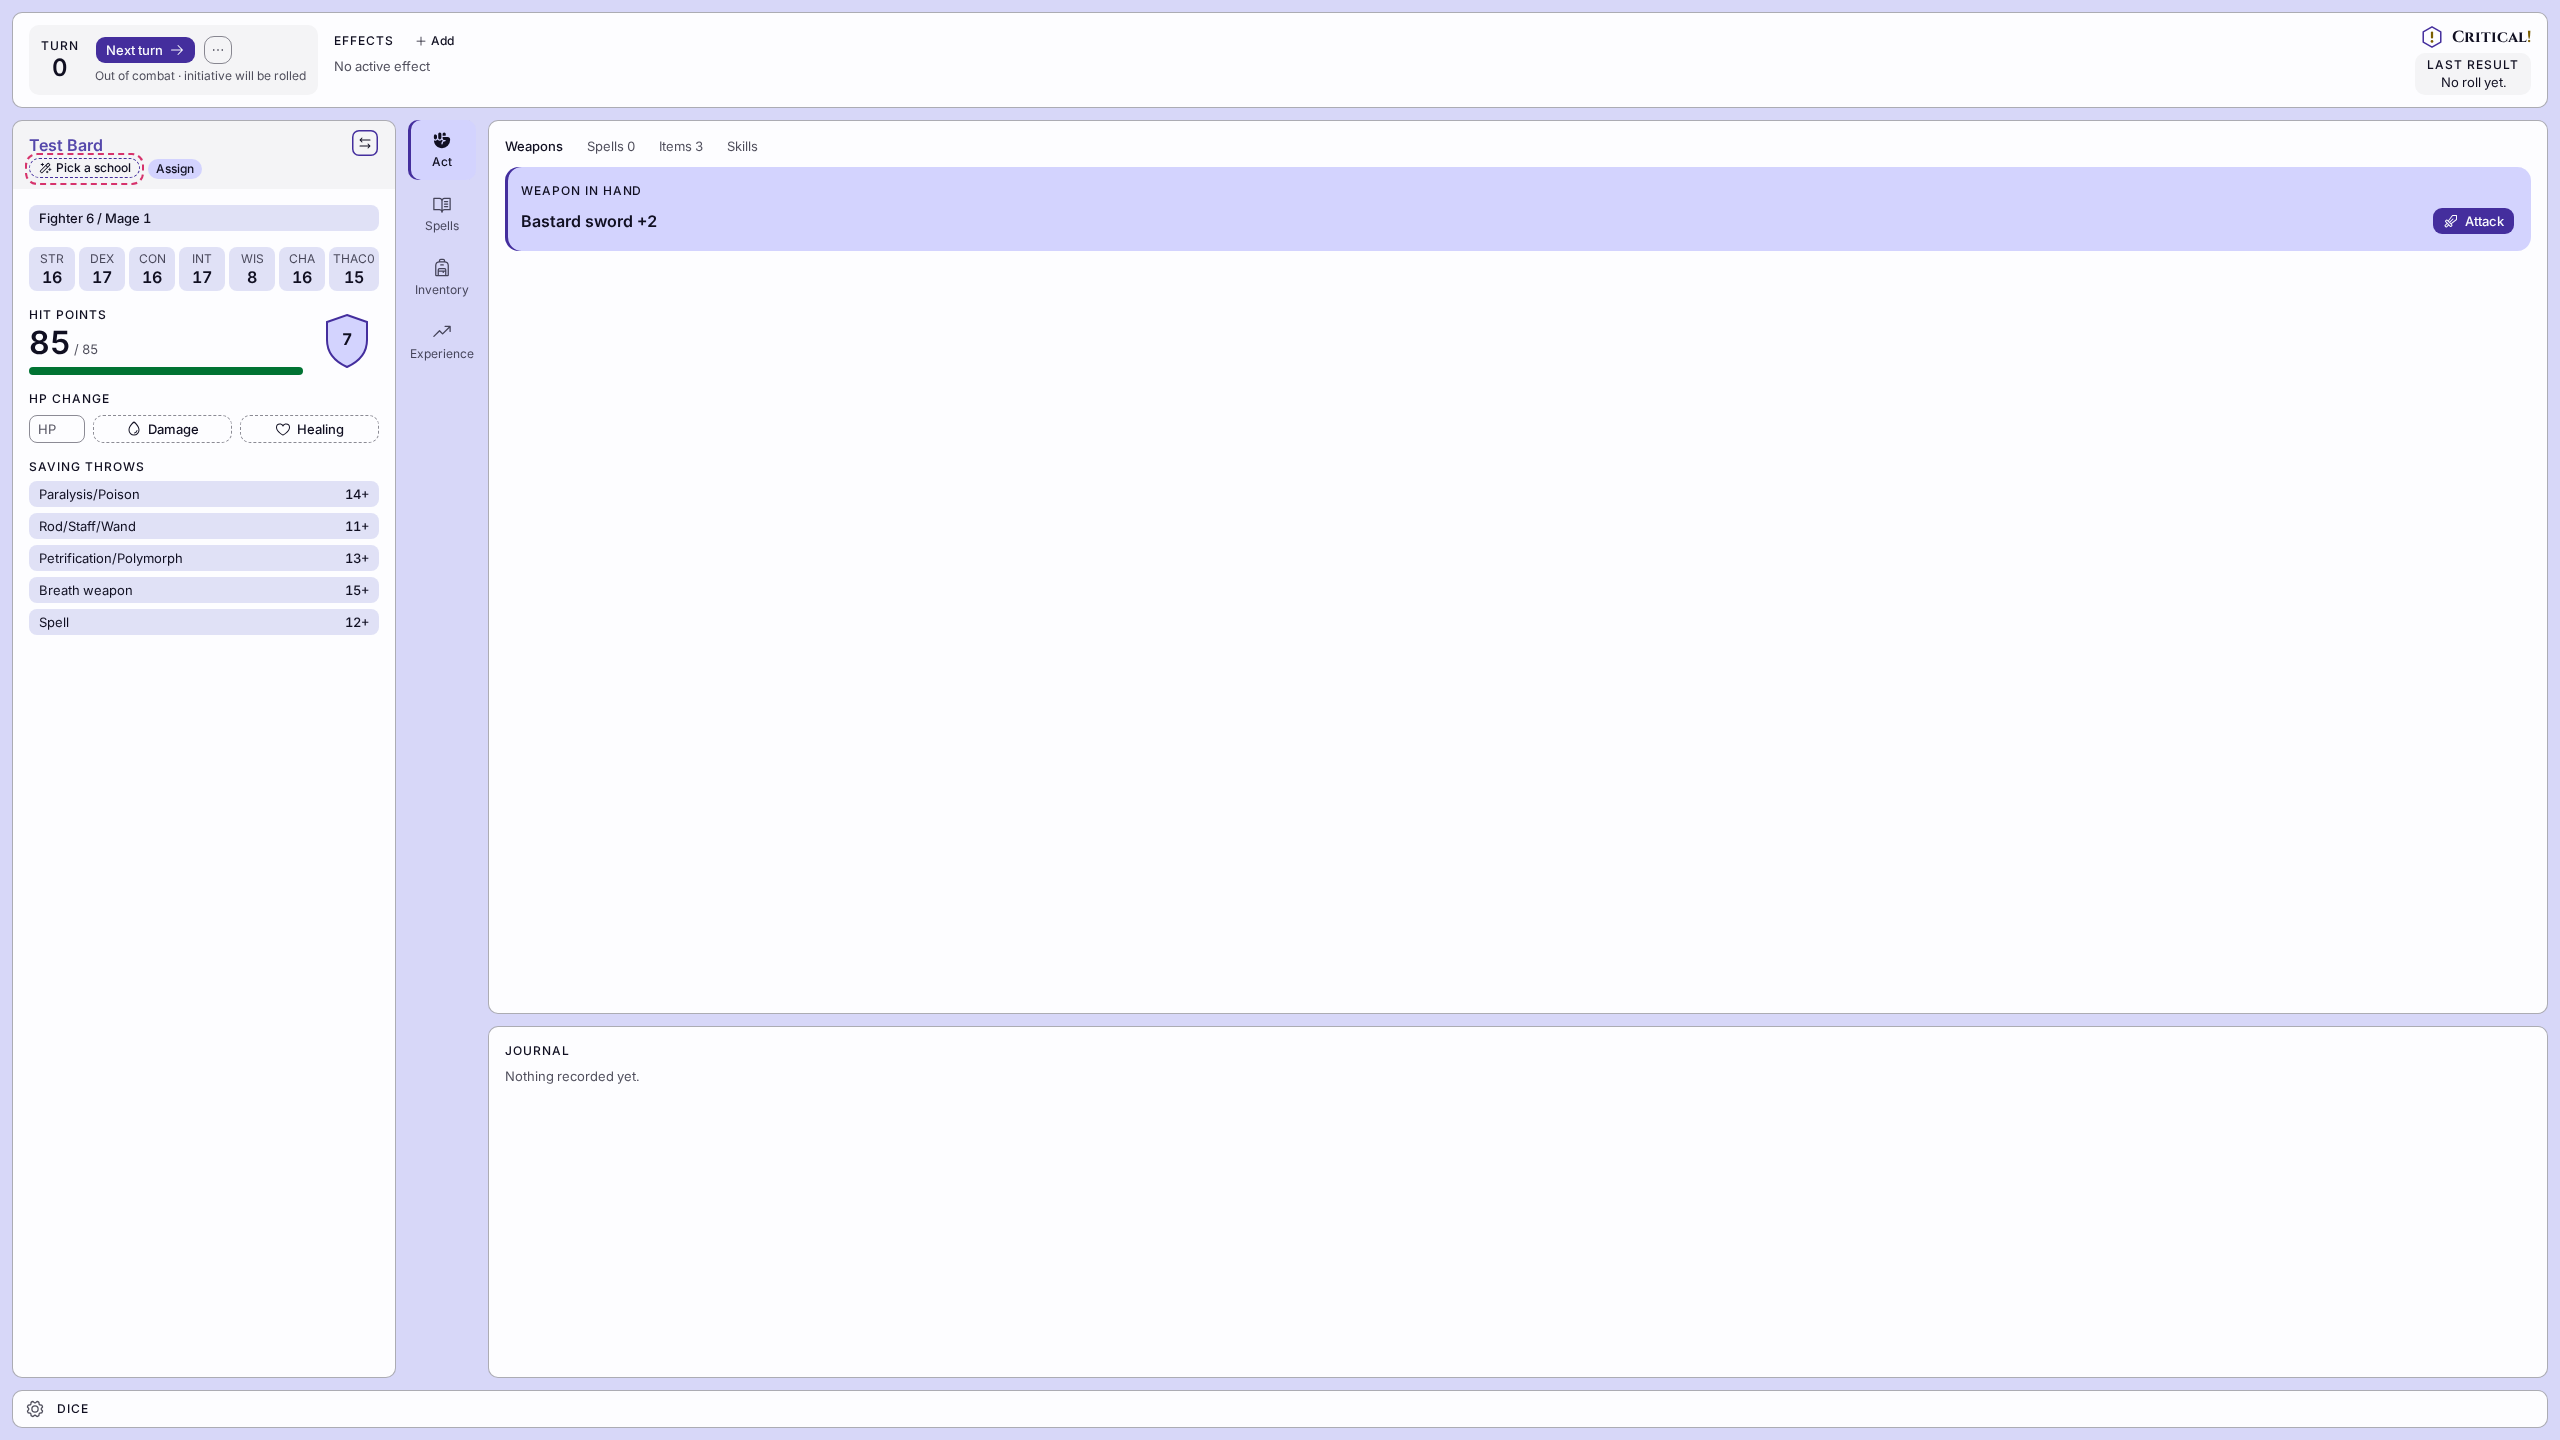 TURN
0
Next turn
Out of combat · initiative will be rolled
EFFECTS
Add
No active effect
CRITICAL!
LAST RESULT
No roll yet.
Test Bard
Pick a school
Assign
Fighter 6 / Mage 1
STR DEX CON INT WIS CHA THAC0
16 17 16 17 8 16 15
HIT POINTS
85 / 85
7
HP CHANGE
HP Damage Healing
SAVING THROWS
Paralysis/Poison 14+
Rod/Staff/Wand 11+
Petrification/Polymorph 13+
Breath weapon 15+
Spell 12+
Act
Spells
Inventory
Experience
Weapons Spells 0 Items 3 Skills
WEAPON IN HAND
Bastard sword +2
Attack
JOURNAL
Nothing recorded yet.
DICE